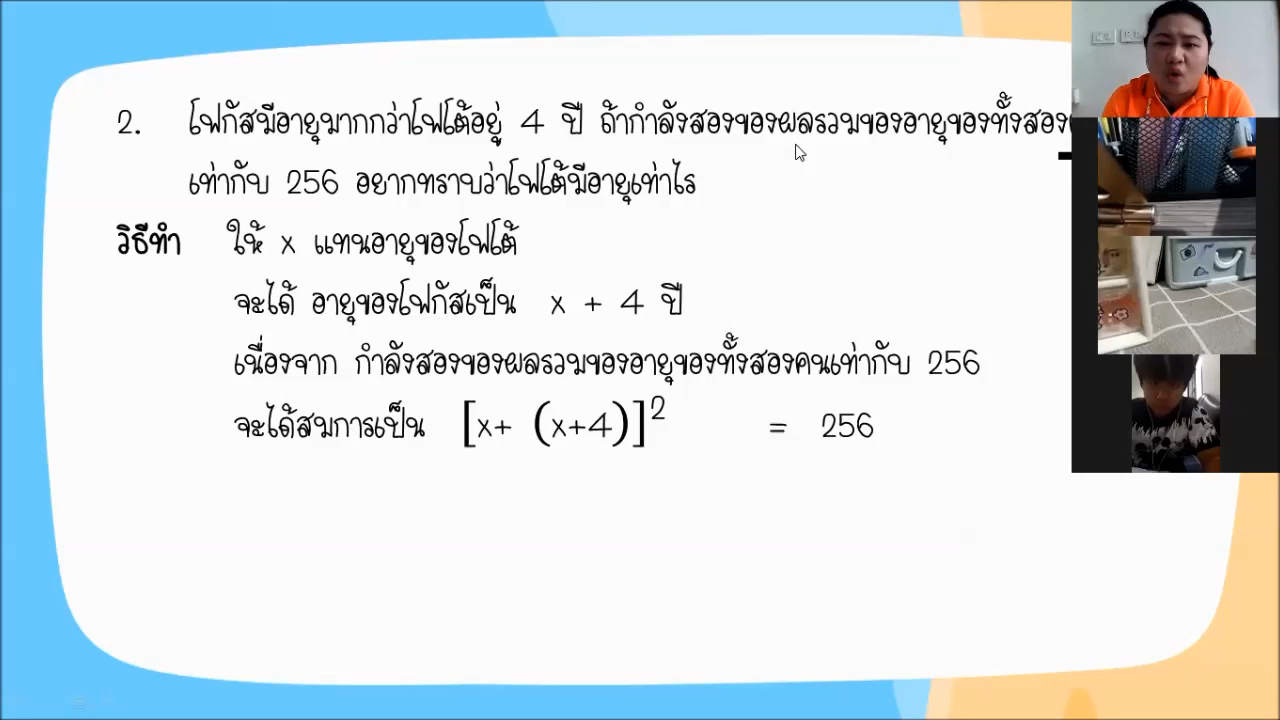 2. โฟกัสมีอายุมากกว่าโฟโต้อยู่ 4 ปี ถ้ากำลังสองของผลรวมของอายุของทั้งสอง
เท่ากับ 256 อยากทราบว่าโฟโต้มีอายุเท่าไร
วิธีทำ ให้ x แทนอายุของโฟโต้
จะได้ อายุของโฟกัสเป็น x + 4 ปี
เนื่องจาก กำลังสองของผลรวมของอายุของทั้งสองคนเท่ากับ 256
จะได้สมการเป็น [x+ (x+4)]² = 256